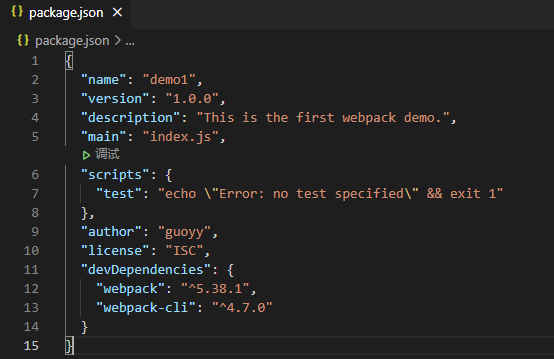 package.json
package.json > ...
1 {
2 "name": "demo1",
3 "version": "1.0.0",
4 "description": "This is the first webpack demo.",
5 "main": "index.js",
调试
6 "scripts": {
7 "test": "echo \"Error: no test specified\" && exit 1"
8 },
9 "author": "guoyy",
10 "license": "ISC",
11 "devDependencies": {
12 "webpack": "^5.38.1",
13 "webpack-cli": "^4.7.0"
14 }
15 }